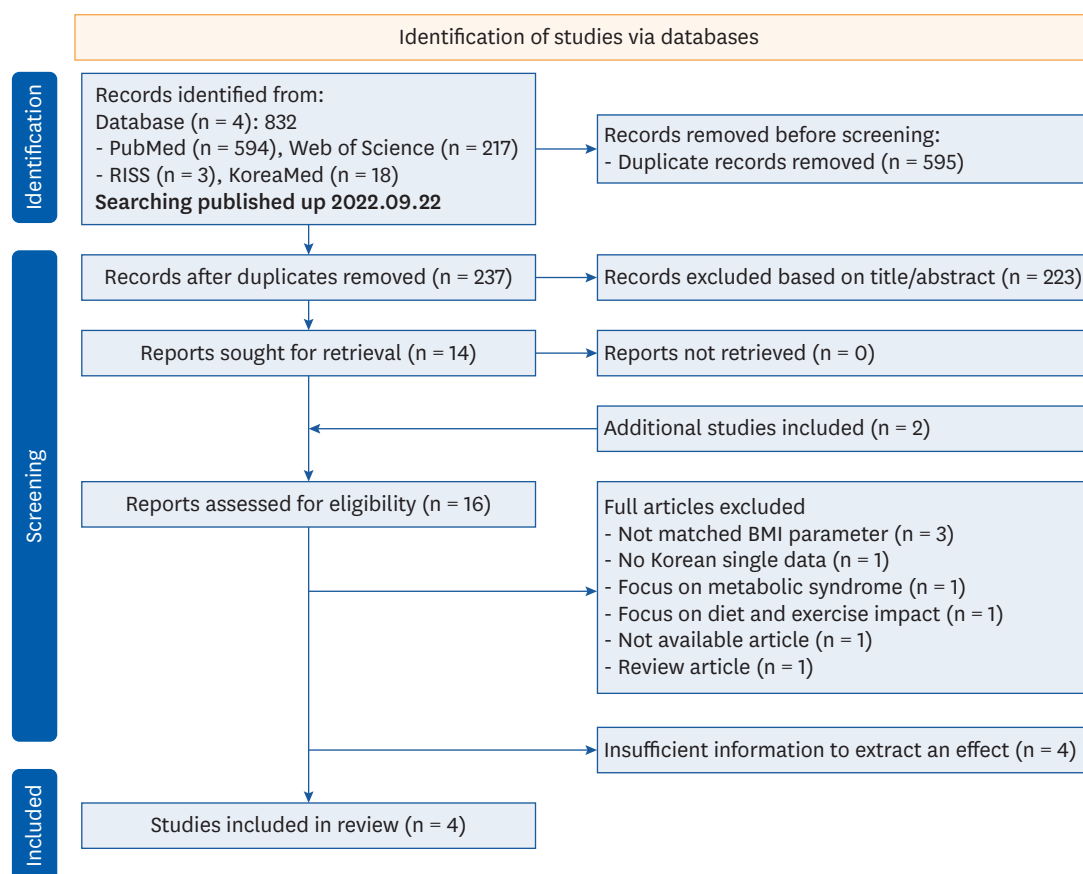 Identification of studies via databases
Identification
Records identified from:
Database (n = 4): 832
- PubMed (n = 594), Web of Science (n = 217)
- RISS (n = 3), KoreaMed (n = 18)
Searching published up 2022.09.22
Records removed before screening:
- Duplicate records removed (n = 595)
Screening
Records after duplicates removed (n = 237)
Records excluded based on title/abstract (n = 223)
Reports sought for retrieval (n = 14)
Reports not retrieved (n = 0)
Additional studies included (n = 2)
Reports assessed for eligibility (n = 16)
Full articles excluded
- Not matched BMI parameter (n = 3)
- No Korean single data (n = 1)
- Focus on metabolic syndrome (n = 1)
- Focus on diet and exercise impact (n = 1)
- Not available article (n = 1)
- Review article (n = 1)
Insufficient information to extract an effect (n = 4)
Included
Studies included in review (n = 4)